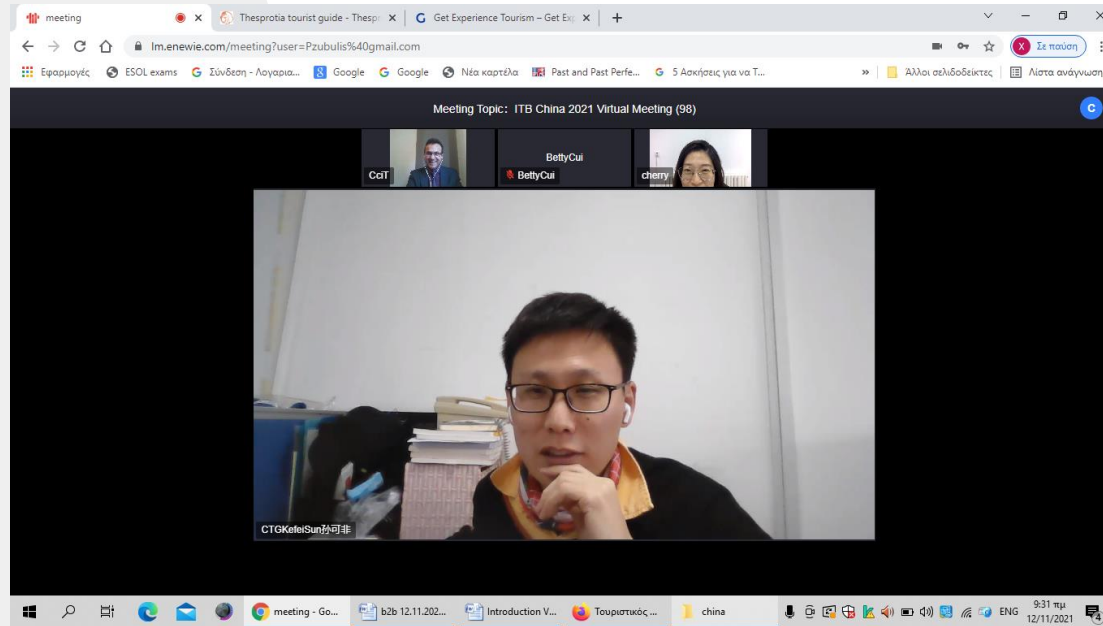 meeting
Thesprotia tourist guide - Thesp
Get Experience Tourism – Get Ex
lm.enewie.com/meeting?user=Pzubulis%40gmail.com
X Σε παύση
Εφαρμογές
ESOL exams
Σύνδεση - Λογαρια...
Google
Google
Νέα καρτέλα
Past and Past Perfe...
5 Ασκήσεις για να Τ...
»
Άλλοι σελιδοδείκτες
Λίστα ανάγνωσης
Meeting Topic: ITB China 2021 Virtual Meeting (98)
C
CciT
BettyCui
BettyCui
cherry
CTGKefeiSun孙可非
meeting - Go...
b2b 12.11.202...
Introduction V...
Τουριστικός ...
china
ENG
9:31 πμ
12/11/2021
4